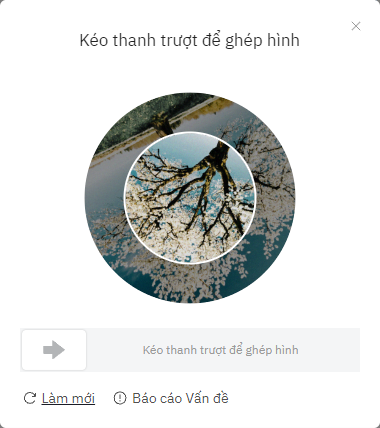 Kéo thanh trượt để ghép hình
Kéo thanh trượt để ghép hình
Làm mới
Báo cáo Vấn đề